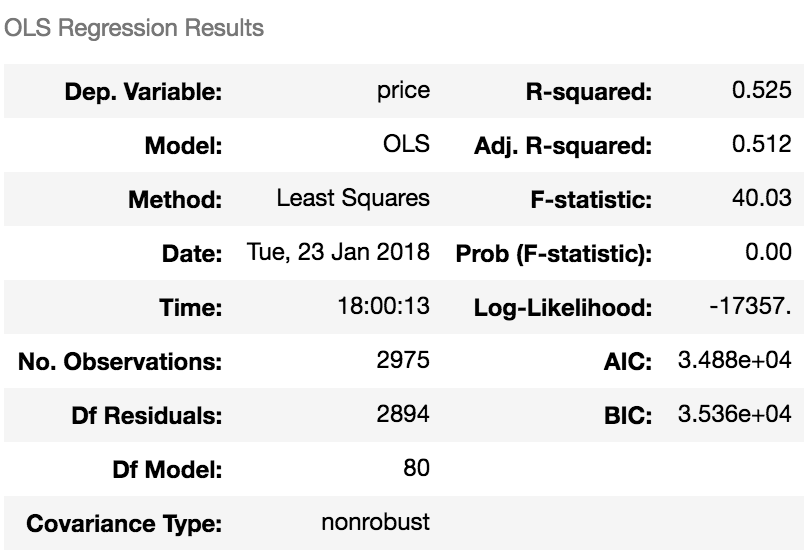 OLS Regression Results
Dep. Variable: price R-squared: 0.525
Model: OLS Adj. R-squared: 0.512
Method: Least Squares F-statistic: 40.03
Date: Tue, 23 Jan 2018 Prob (F-statistic): 0.00
Time: 18:00:13 Log-Likelihood: -17357.
No. Observations: 2975 AIC: 3.488e+04
Df Residuals: 2894 BIC: 3.536e+04
Df Model: 80
Covariance Type: nonrobust